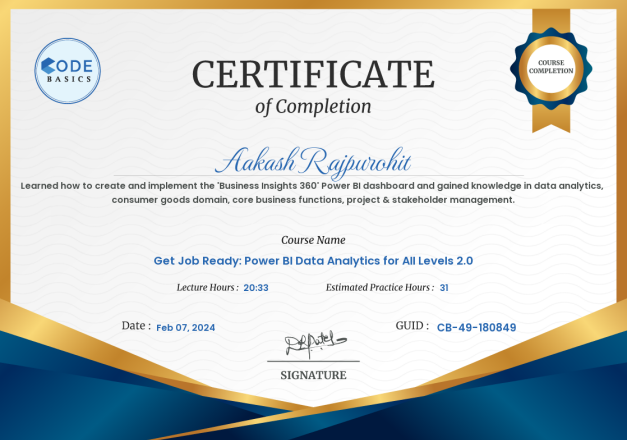 CODE
BASICS
COURSE
COMPLETION
CERTIFICATE
of Completion
Aakash Rajpurohit
Learned how to create and implement the 'Business Insights 360' Power BI dashboard and gained knowledge in data analytics,
consumer goods domain, core business functions, project & stakeholder management.
Course Name
Get Job Ready: Power BI Data Analytics for All Levels 2.0
Lecture Hours : 20:33 Estimated Practice Hours : 31
Date : Feb 07, 2024 GUID : CB-49-180849
SIGNATURE